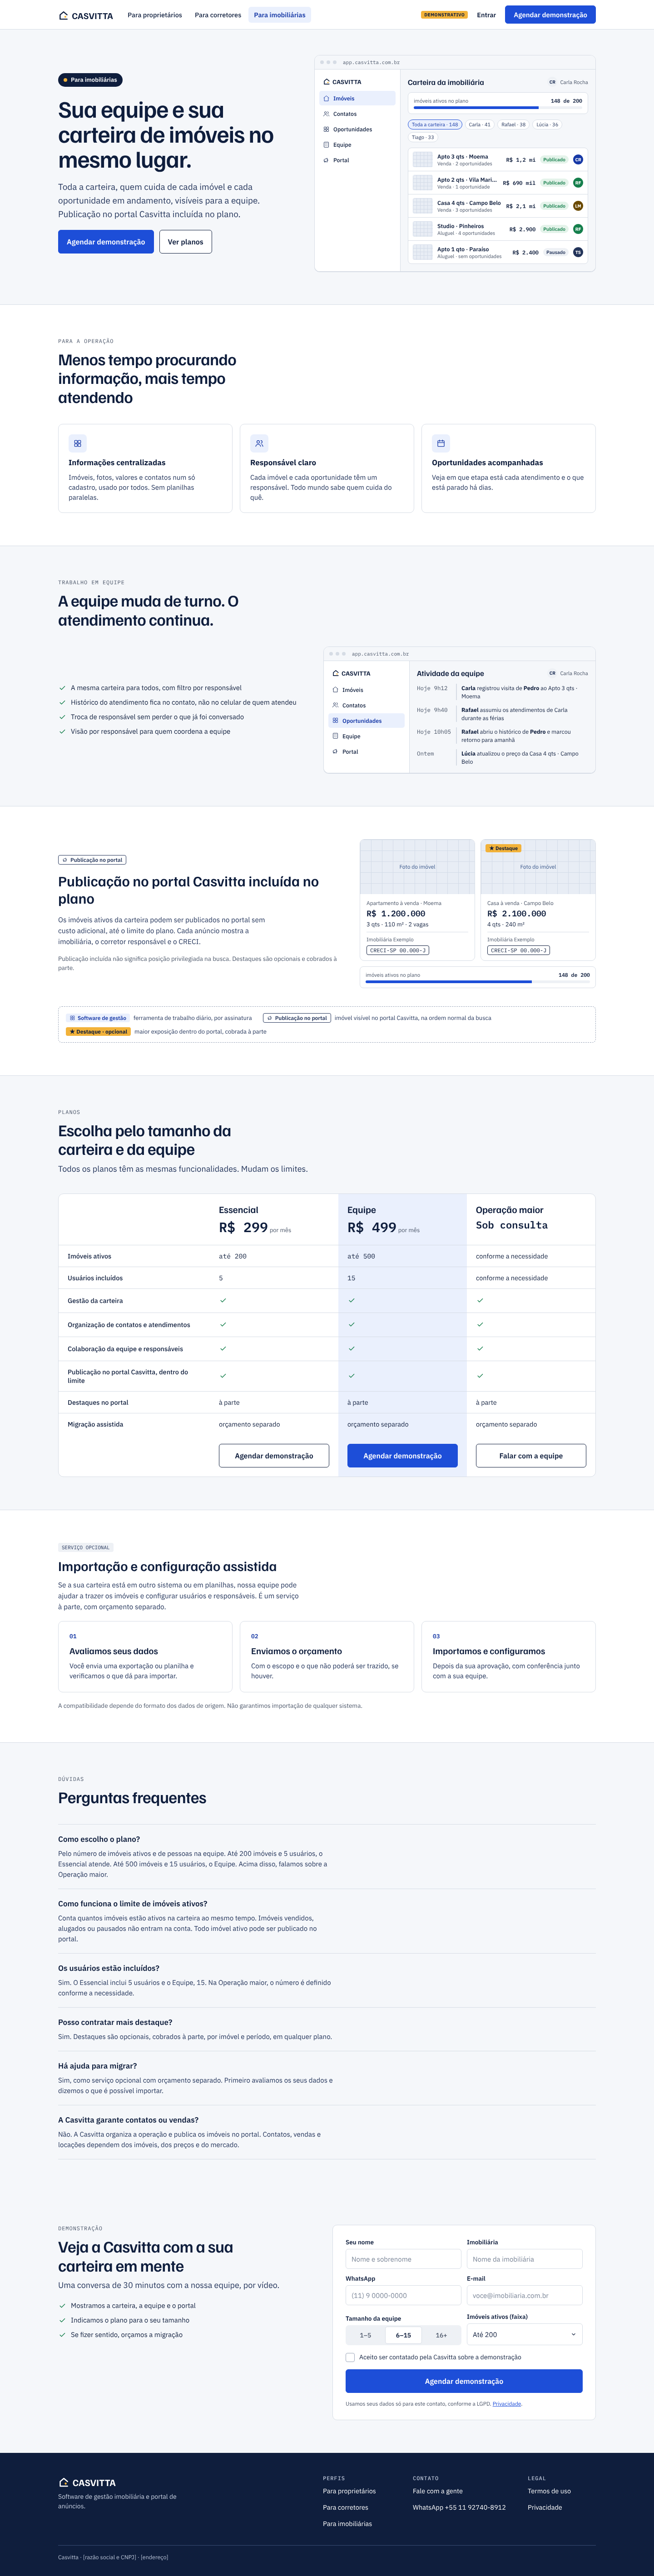 CASVITTA
Para proprietários
Para corretores
Para imobiliárias
DEMONSTRATIVO
Entrar
Agendar demonstração
Para imobiliárias
Sua equipe e sua
carteira de imóveis no
mesmo lugar.
Toda a carteira, quem cuida de cada imóvel e cada
oportunidade em andamento, visíveis para a equipe.
Publicação no portal Casvitta incluída no plano.
Agendar demonstração
Ver planos
app.casvitta.com.br
CASVITTA
Imóveis
Contatos
Oportunidades
Equipe
Portal
Carteira da imobiliária
CR Carla Rocha
imóveis ativos no plano 148 de 200
Toda a carteira · 148
Carla · 41
Rafael · 38
Lúcia · 36
Tiago · 33
Apto 3 qts · Moema
Venda · 2 oportunidades
R$ 1,2 mi
Publicado
CR
Apto 2 qts · Vila Mari...
Venda · 1 oportunidade
R$ 690 mil
Publicado
RF
Casa 4 qts · Campo Belo
Venda · 3 oportunidades
R$ 2,1 mi
Publicado
LM
Studio · Pinheiros
Aluguel · 4 oportunidades
R$ 2.900
Publicado
RF
Apto 1 qto · Paraíso
Aluguel · sem oportunidades
R$ 2.400
Pausado
TS
PARA A OPERAÇÃO
Menos tempo procurando
informação, mais tempo
atendendo
Informações centralizadas
Imóveis, fotos, valores e contatos num só
cadastro, usado por todos. Sem planilhas
paralelas.
Responsável claro
Cada imóvel e cada oportunidade têm um
responsável. Todo mundo sabe quem cuida do
quê.
Oportunidades acompanhadas
Veja em que etapa está cada atendimento e o que
está parado há dias.
TRABALHO EM EQUIPE
A equipe muda de turno. O
atendimento continua.
A mesma carteira para todos, com filtro por responsável
Histórico do atendimento fica no contato, não no celular de quem atendeu
Troca de responsável sem perder o que já foi conversado
Visão por responsável para quem coordena a equipe
app.casvitta.com.br
CASVITTA
Imóveis
Contatos
Oportunidades
Equipe
Portal
Atividade da equipe
CR Carla Rocha
Hoje 9h12 Carla registrou visita de Pedro ao Apto 3 qts ·
Moema
Hoje 9h40 Rafael assumiu os atendimentos de Carla
durante as férias
Hoje 10h05 Rafael abriu o histórico de Pedro e marcou
retorno para amanhã
Ontem Lúcia atualizou o preço da Casa 4 qts · Campo
Belo
Publicação no portal
Publicação no portal Casvitta incluída no
plano
Os imóveis ativos da carteira podem ser publicados no portal sem
custo adicional, até o limite do plano. Cada anúncio mostra a
imobiliária, o corretor responsável e o CRECI.
Publicação incluída não significa posição privilegiada na busca. Destaques são opcionais e cobrados à
parte.
Foto do imóvel
Apartamento à venda · Moema
R$ 1.200.000
3 qts · 110 m² · 2 vagas
Imobiliária Exemplo
CRECI-SP 00.000-J
★ Destaque
Foto do imóvel
Casa à venda · Campo Belo
R$ 2.100.000
4 qts · 240 m²
Imobiliária Exemplo
CRECI-SP 00.000-J
imóveis ativos no plano 148 de 200
Software de gestão ferramenta de trabalho diário, por assinatura
Publicação no portal imóvel visível no portal Casvitta, na ordem normal da busca
★ Destaque · opcional maior exposição dentro do portal, cobrada à parte
PLANOS
Escolha pelo tamanho da
carteira e da equipe
Todos os planos têm as mesmas funcionalidades. Mudam os limites.
Essencial
R$ 299 por mês
Equipe
R$ 499 por mês
Operação maior
Sob consulta
Imóveis ativos até 200 até 500 conforme a necessidade
Usuários incluídos 5 15 conforme a necessidade
Gestão da carteira
Organização de contatos e atendimentos
Colaboração da equipe e responsáveis
Publicação no portal Casvitta, dentro do
limite
Destaques no portal à parte à parte à parte
Migração assistida orçamento separado orçamento separado orçamento separado
Agendar demonstração
Agendar demonstração
Falar com a equipe
SERVIÇO OPCIONAL
Importação e configuração assistida
Se a sua carteira está em outro sistema ou em planilhas, nossa equipe pode
ajudar a trazer os imóveis e configurar usuários e responsáveis. É um serviço
à parte, com orçamento separado.
01
Avaliamos seus dados
Você envia uma exportação ou planilha e
verificamos o que dá para importar.
02
Enviamos o orçamento
Com o escopo e o que não poderá ser trazido, se
houver.
03
Importamos e configuramos
Depois da sua aprovação, com conferência junto
com a sua equipe.
A compatibilidade depende do formato dos dados de origem. Não garantimos importação de qualquer sistema.
DÚVIDAS
Perguntas frequentes
Como escolho o plano?
Pelo número de imóveis ativos e de pessoas na equipe. Até 200 imóveis e 5 usuários, o
Essencial atende. Até 500 imóveis e 15 usuários, o Equipe. Acima disso, falamos sobre a
Operação maior.
Como funciona o limite de imóveis ativos?
Conta quantos imóveis estão ativos na carteira ao mesmo tempo. Imóveis vendidos,
alugados ou pausados não entram na conta. Todo imóvel ativo pode ser publicado no
portal.
Os usuários estão incluídos?
Sim. O Essencial inclui 5 usuários e o Equipe, 15. Na Operação maior, o número é definido
conforme a necessidade.
Posso contratar mais destaque?
Sim. Destaques são opcionais, cobrados à parte, por imóvel e período, em qualquer plano.
Há ajuda para migrar?
Sim, como serviço opcional com orçamento separado. Primeiro avaliamos os seus dados e
dizemos o que é possível importar.
A Casvitta garante contatos ou vendas?
Não. A Casvitta organiza a operação e publica os imóveis no portal. Contatos, vendas e
locações dependem dos imóveis, dos preços e do mercado.
DEMONSTRAÇÃO
Veja a Casvitta com a sua
carteira em mente
Uma conversa de 30 minutos com a nossa equipe, por vídeo.
Mostramos a carteira, a equipe e o portal
Indicamos o plano para o seu tamanho
Se fizer sentido, orçamos a migração
Seu nome
Nome e sobrenome
Imobiliária
Nome da imobiliária
WhatsApp
(11) 9 0000-0000
E-mail
voce@imobiliaria.com.br
Tamanho da equipe
1–5
6–15
16+
Imóveis ativos (faixa)
Até 200
Aceito ser contatado pela Casvitta sobre a demonstração
Agendar demonstração
Usamos seus dados só para este contato, conforme a LGPD. Privacidade.
CASVITTA
Software de gestão imobiliária e portal de
anúncios.
PERFIS
Para proprietários
Para corretores
Para imobiliárias
CONTATO
Fale com a gente
WhatsApp +55 11 92740-8912
LEGAL
Termos de uso
Privacidade
Casvitta · [razão social e CNPJ] · [endereço]